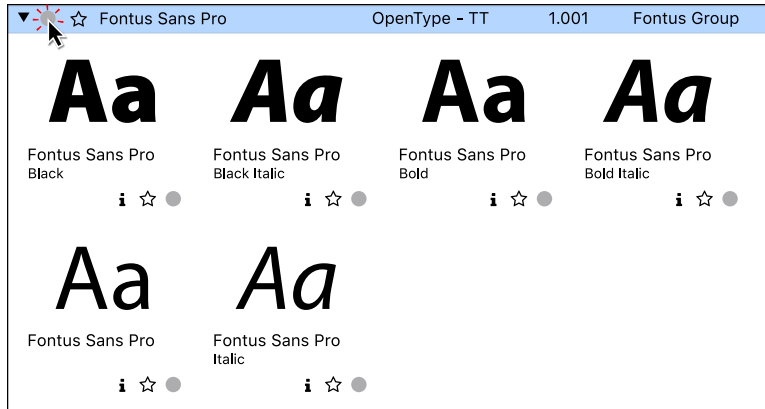 Fontus Sans Pro OpenType - TT 1.001 Fontus Group
Aa Aa Aa Aa
Fontus Sans Pro Fontus Sans Pro Fontus Sans Pro Fontus Sans Pro
Black Black Italic Bold Bold Italic
i i i i
Aa Aa
Fontus Sans Pro Fontus Sans Pro
Italic
i i